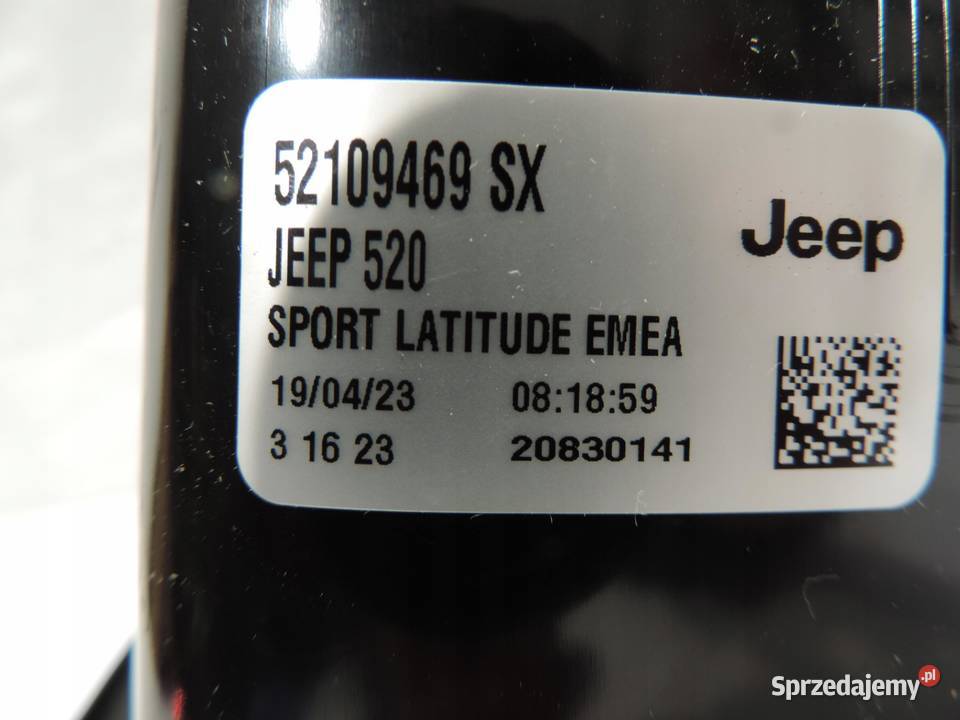 52109469 SX
JEEP 520
Jeep
SPORT LATITUDE EMEA
19/04/23 08:18:59
3 16 23 20830141
Sprzedajemy.pl